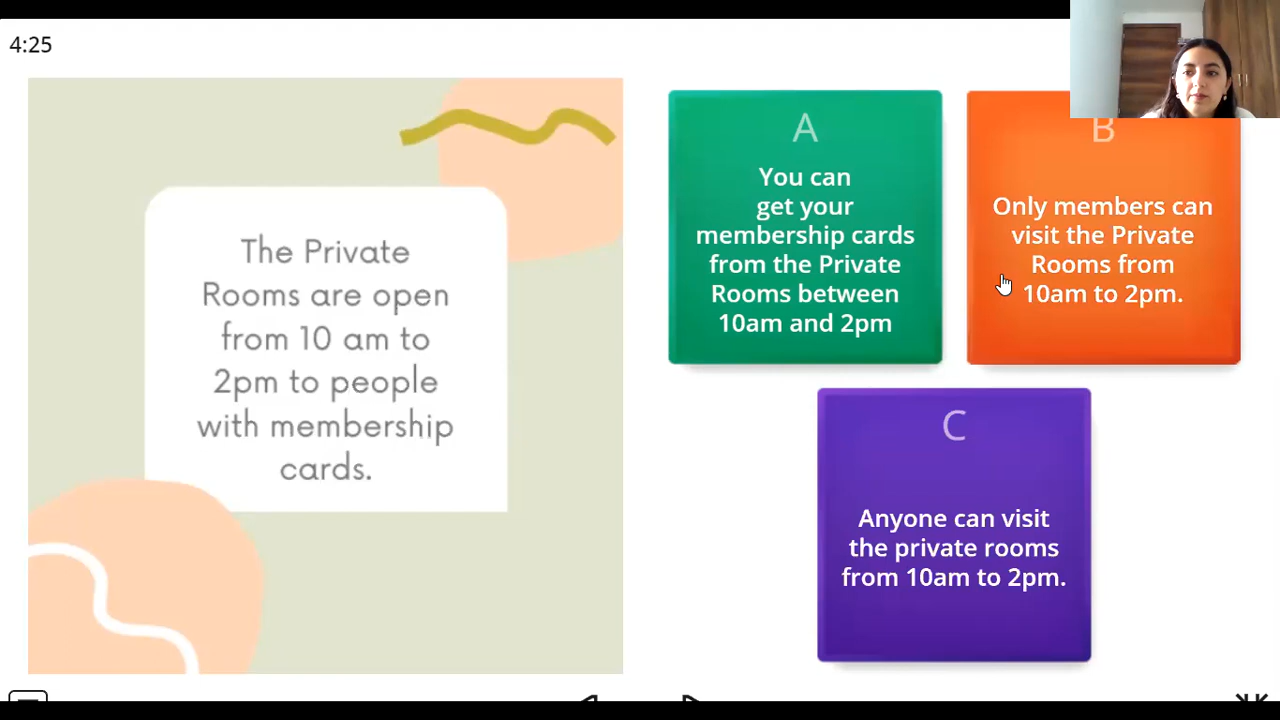 4:25
The Private
Rooms are open
from 10 am to
2pm to people
with membership
cards.
A
You can
get your
membership cards
from the Private
Rooms between
10am and 2pm
B
Only members can
visit the Private
Rooms from
10am to 2pm.
C
Anyone can visit
the private rooms
from 10am to 2pm.